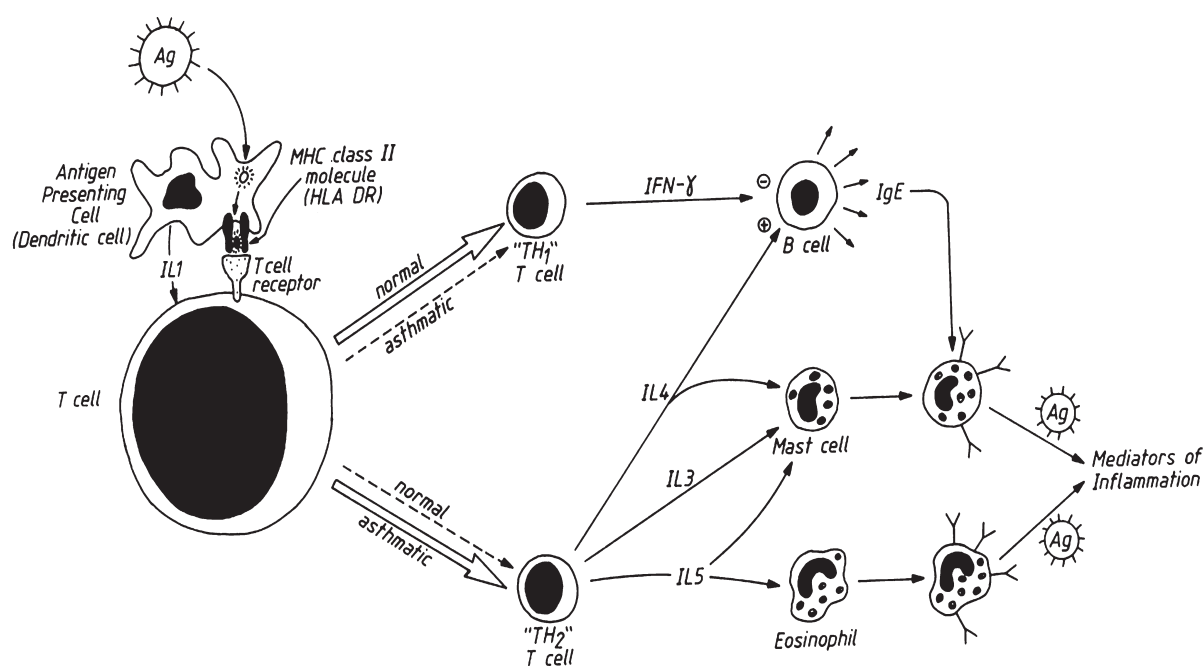 Ag
Antigen
Presenting
Cell
(Dendritic cell)
MHC class II
molecule
(HLA DR)
IL1
T cell
receptor
T cell
normal
asthmatic
"TH1"
T cell
IFN-γ
⊖
⊕
B cell
IgE
IL4
Mast cell
IL3
Ag
Mediators of
Inflammation
Ag
normal
asthmatic
IL5
"TH2"
T cell
Eosinophil